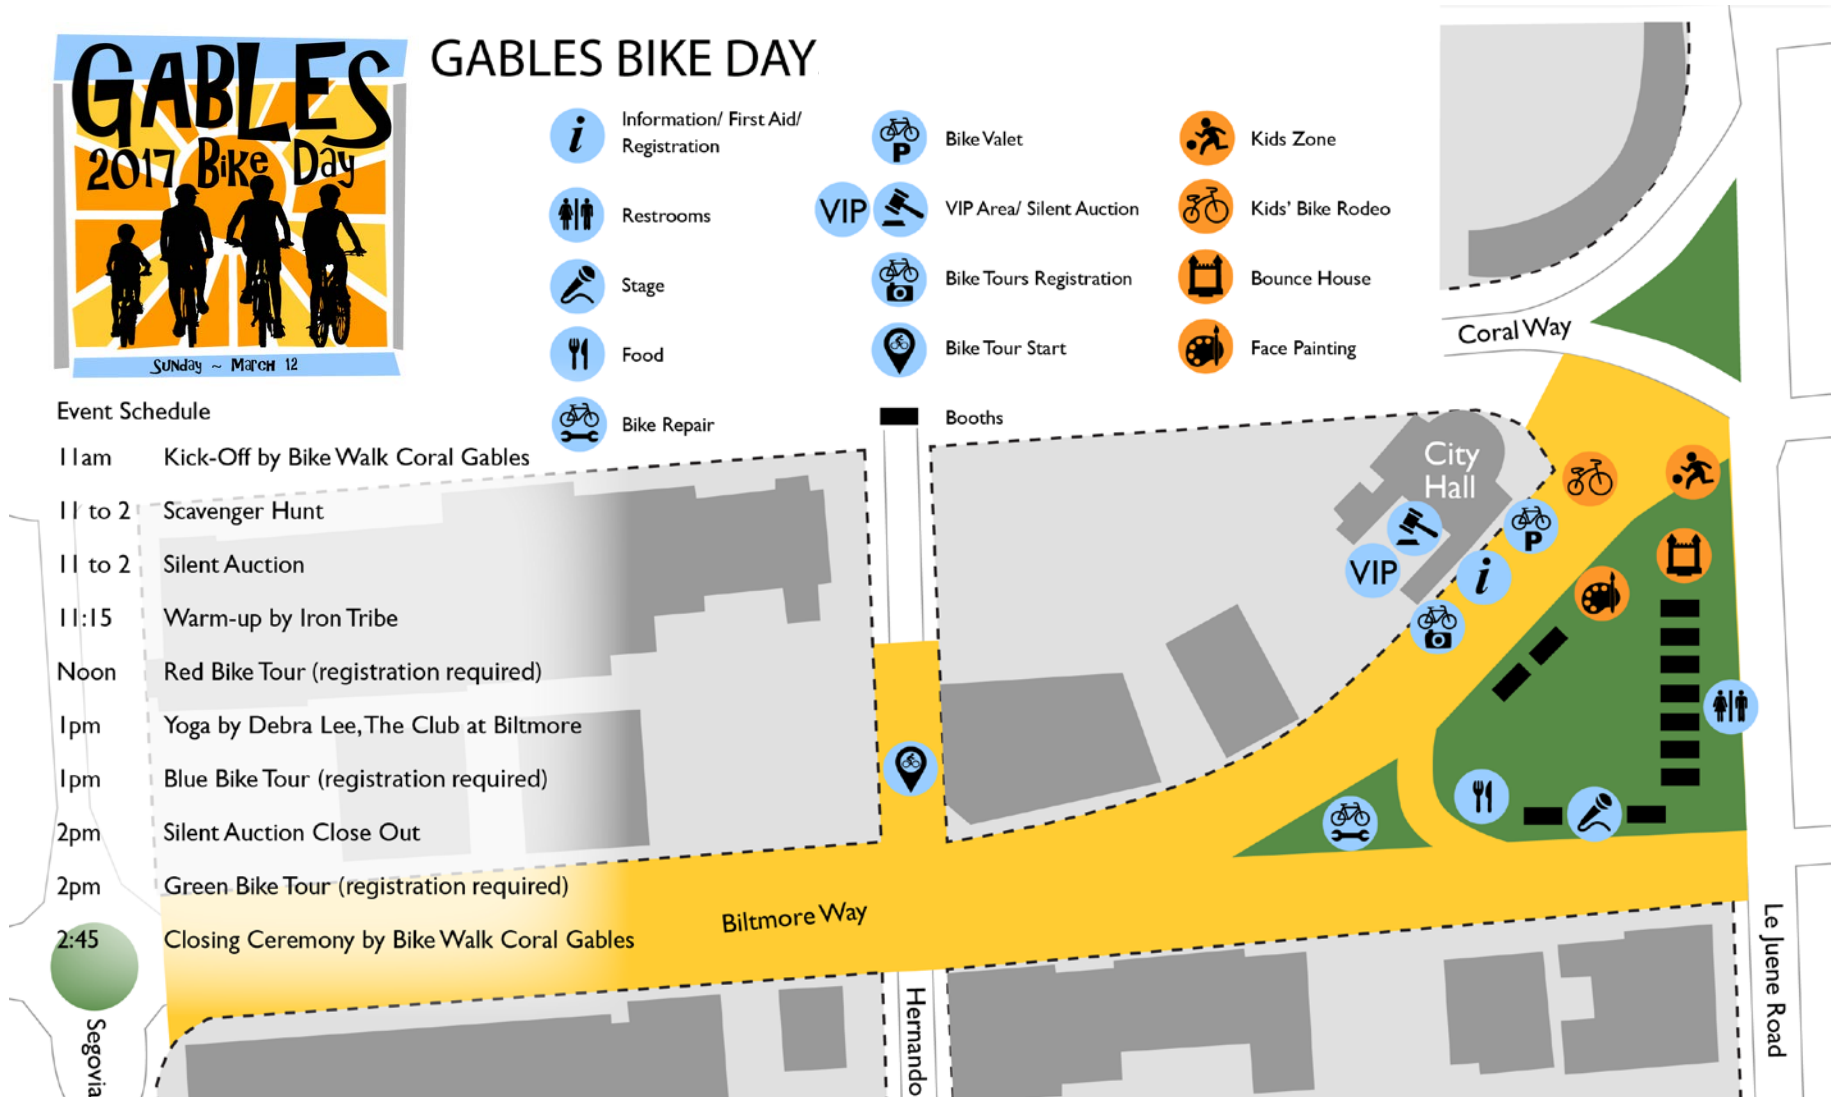 GABLES
2017 Bike Day
Sunday ~ March 12
GABLES BIKE DAY
Information/ First Aid/
Registration
Restrooms
Stage
Food
Bike Repair
P
Bike Valet
VIP
VIP Area/ Silent Auction
Bike Tours Registration
Bike Tour Start
Booths
Kids Zone
Kids' Bike Rodeo
Bounce House
Face Painting
Event Schedule
11am Kick-Off by Bike Walk Coral Gables
11 to 2 Scavenger Hunt
11 to 2 Silent Auction
11:15 Warm-up by Iron Tribe
Noon Red Bike Tour (registration required)
1pm Yoga by Debra Lee, The Club at Biltmore
1pm Blue Bike Tour (registration required)
2pm Silent Auction Close Out
2pm Green Bike Tour (registration required)
2:45 Closing Ceremony by Bike Walk Coral Gables
Coral Way
City
Hall
P
VIP
i
Biltmore Way
Segovia
Hernando
Le Juene Road